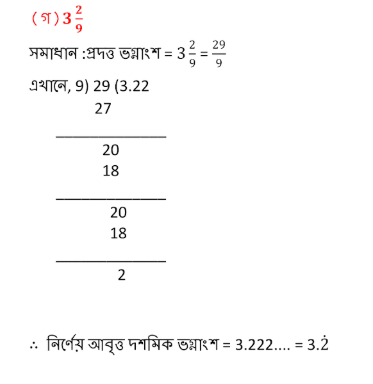 (গ) 3 2/9
সমাধান :প্রদত্ত ভগ্নাংশ = 3 2/9 = 29/9
এখানে, 9) 29 (3.22
27
20
18
20
18
2
∴ নির্ণেয় আবৃত্ত দশমিক ভগ্নাংশ = 3.222.... = 3.2̇